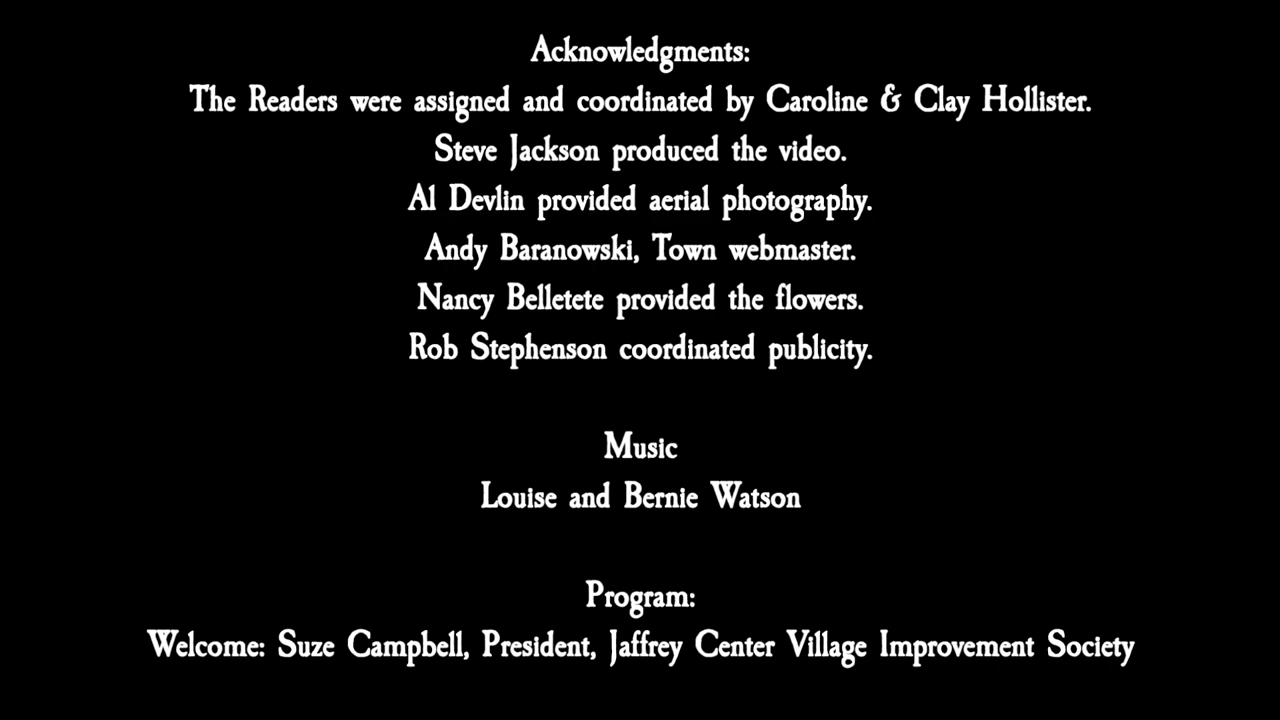 Acknowledgments:
The Readers were assigned and coordinated by Caroline & Clay Hollister.
Steve Jackson produced the video.
Al Devlin provided aerial photography.
Andy Baranowski, Town webmaster.
Nancy Belletete provided the flowers.
Rob Stephenson coordinated publicity.
Music
Louise and Bernie Watson
Program:
Welcome: Suze Campbell, President, Jaffrey Center Village Improvement Society